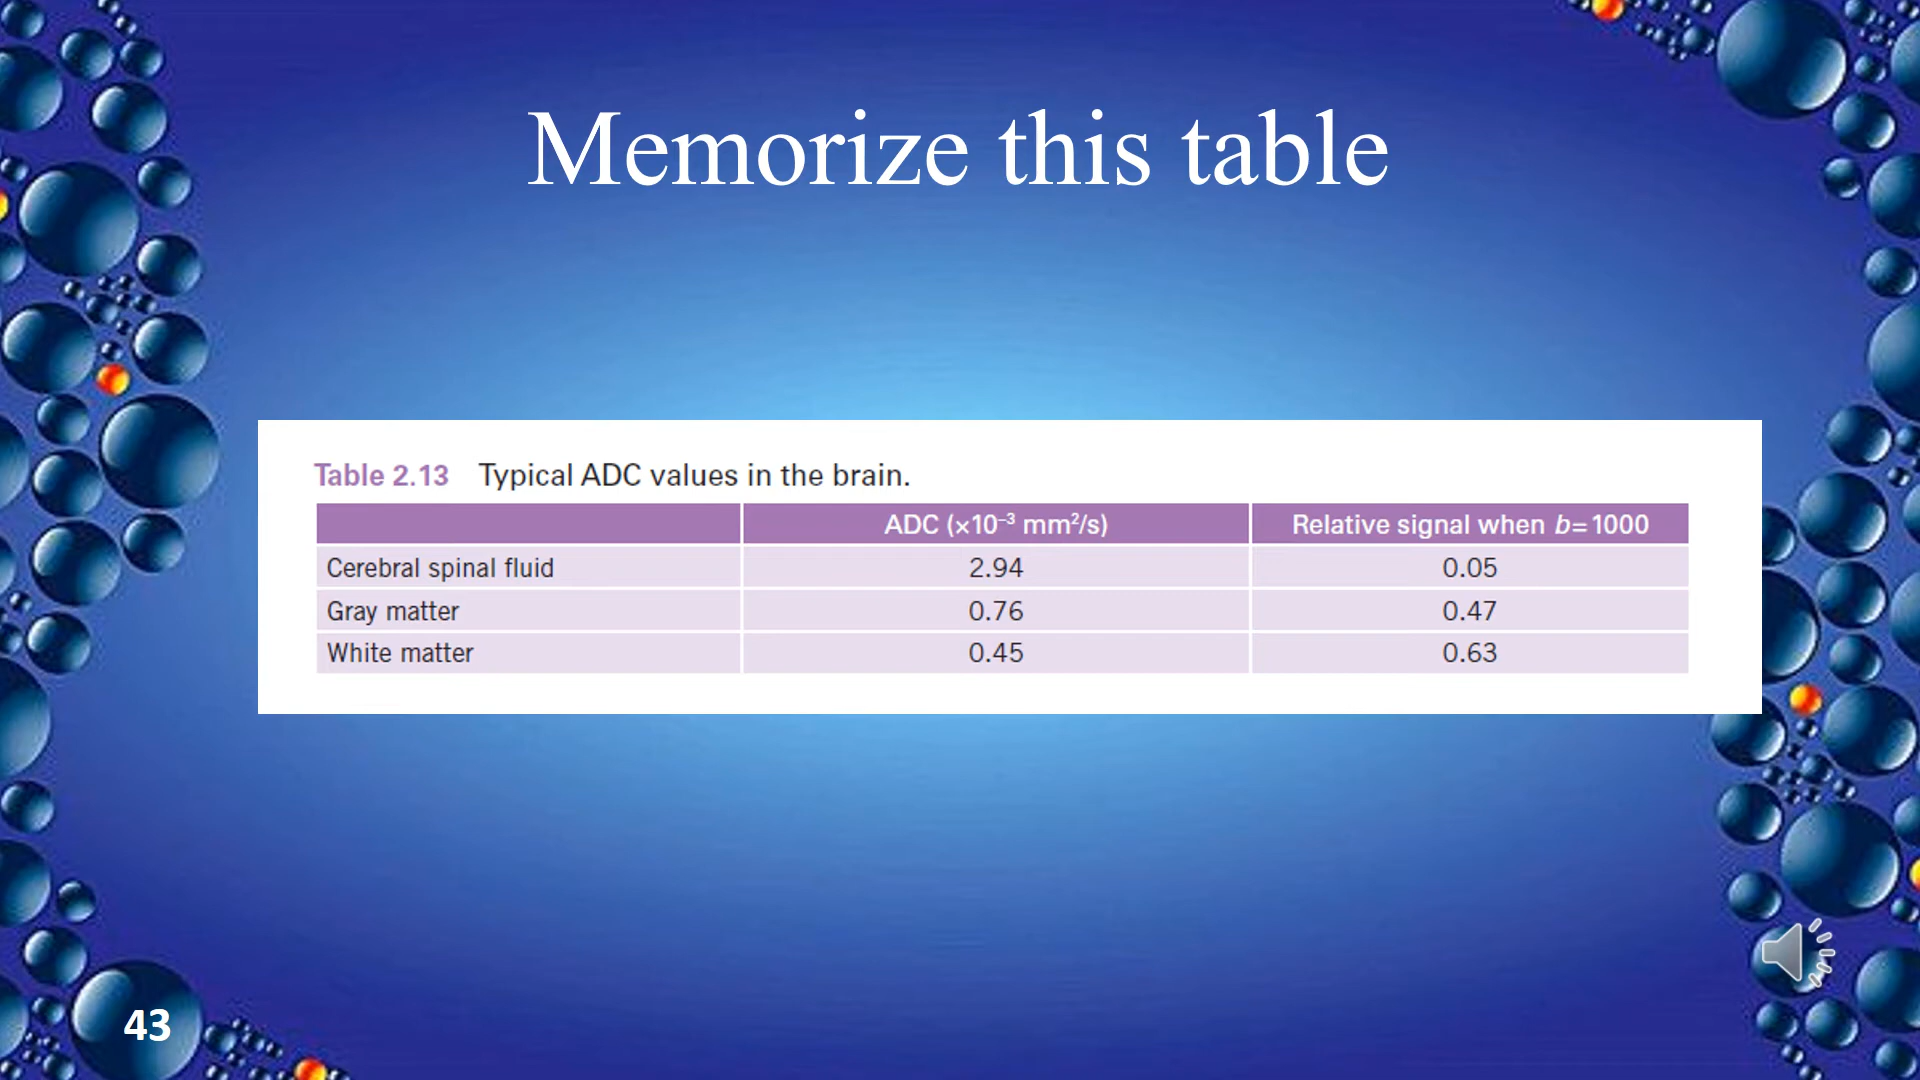 Memorize this table
Table 2.13 Typical ADC values in the brain.
ADC (×10⁻³ mm²/s) Relative signal when b=1000
Cerebral spinal fluid 2.94 0.05
Gray matter 0.76 0.47
White matter 0.45 0.63
43